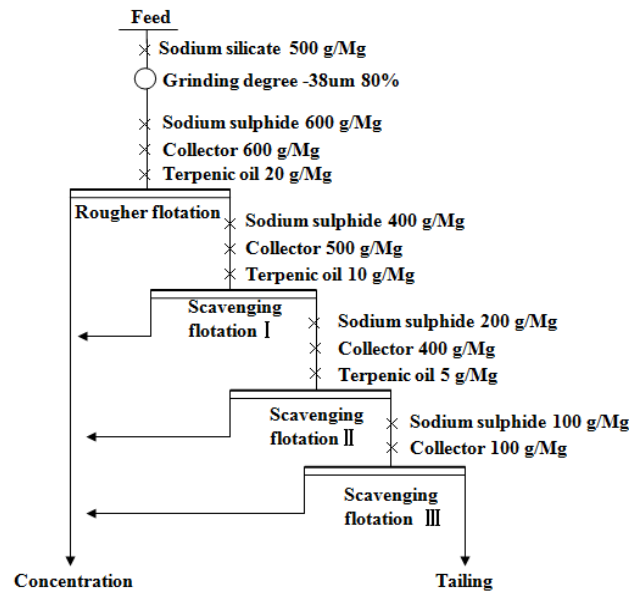 Feed
Sodium silicate 500 g/Mg
Grinding degree -38um 80%
Sodium sulphide 600 g/Mg
Collector 600 g/Mg
Terpenic oil 20 g/Mg
Rougher flotation
Sodium sulphide 400 g/Mg
Collector 500 g/Mg
Terpenic oil 10 g/Mg
Scavenging
flotation Ⅰ
Sodium sulphide 200 g/Mg
Collector 400 g/Mg
Terpenic oil 5 g/Mg
Scavenging
flotation Ⅱ
Sodium sulphide 100 g/Mg
Collector 100 g/Mg
Scavenging
flotation Ⅲ
Concentration
Tailing